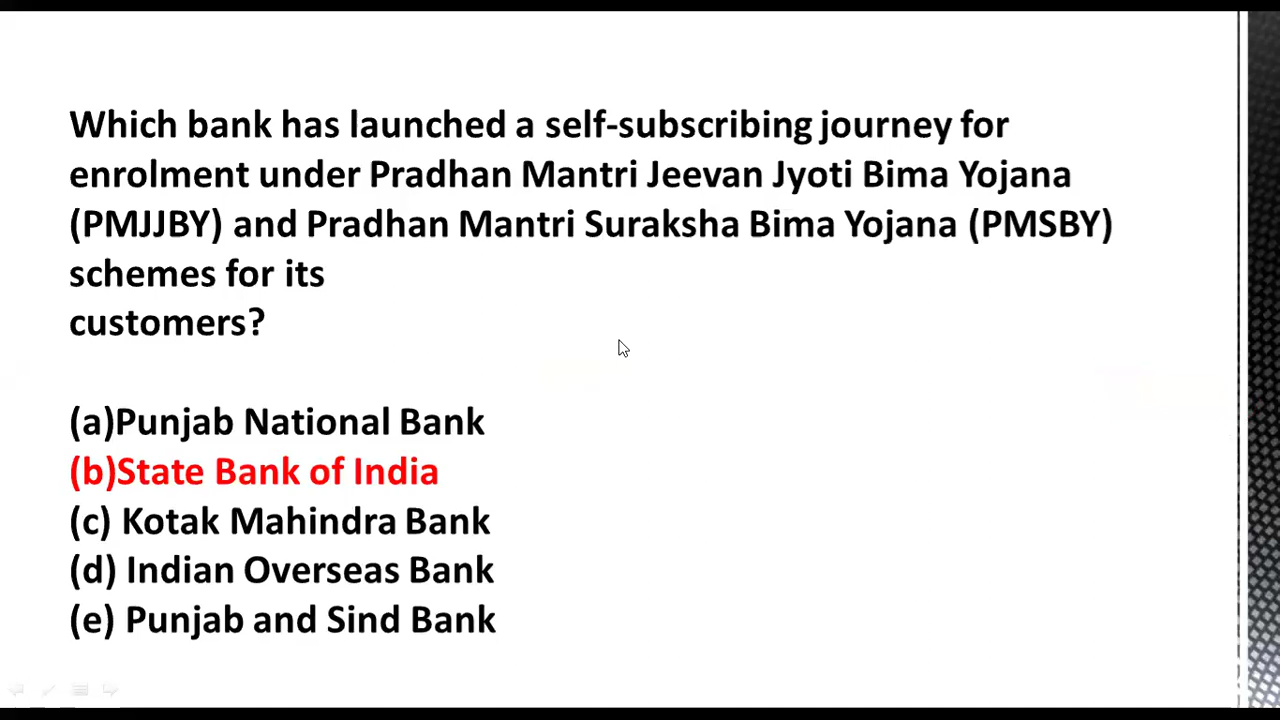 Which bank has launched a self-subscribing journey for
enrolment under Pradhan Mantri Jeevan Jyoti Bima Yojana
(PMJJBY) and Pradhan Mantri Suraksha Bima Yojana (PMSBY)
schemes for its
customers?
(a)Punjab National Bank
(b)State Bank of India
(c) Kotak Mahindra Bank
(d) Indian Overseas Bank
(e) Punjab and Sind Bank